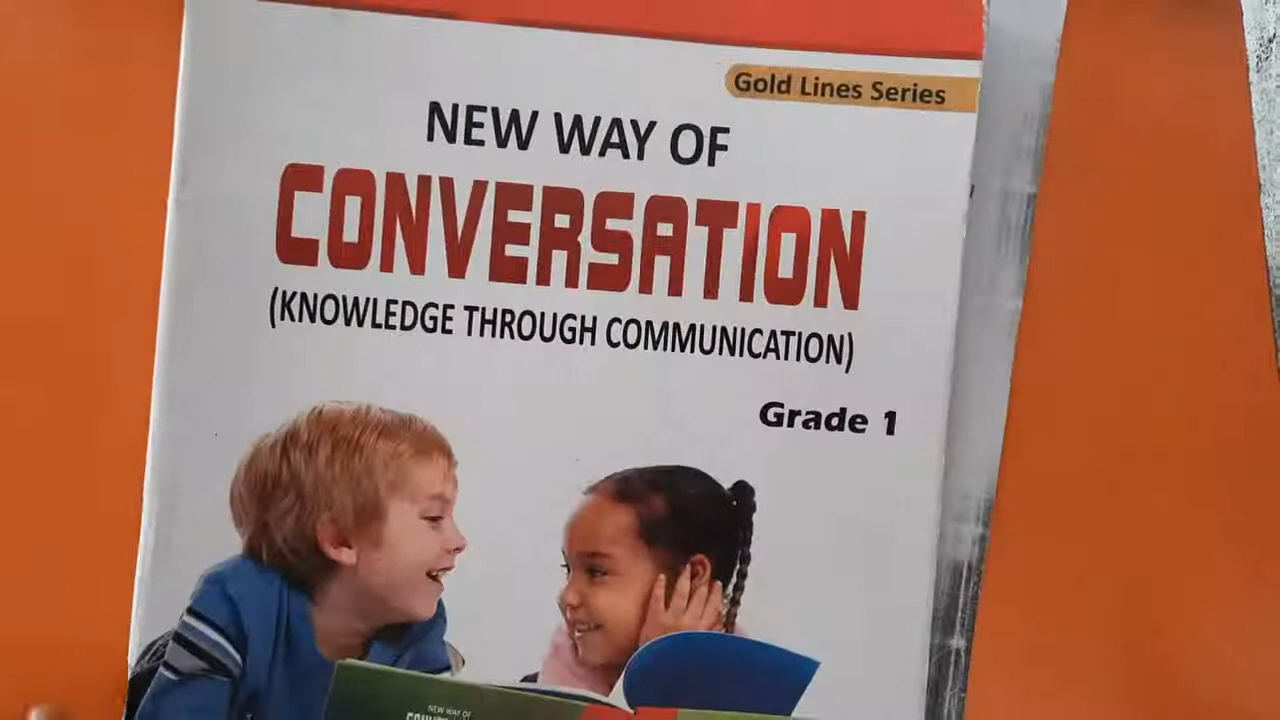 Gold Lines Series
NEW WAY OF
CONVERSATION
(KNOWLEDGE THROUGH COMMUNICATION)
Grade 1
NEW WAY OF